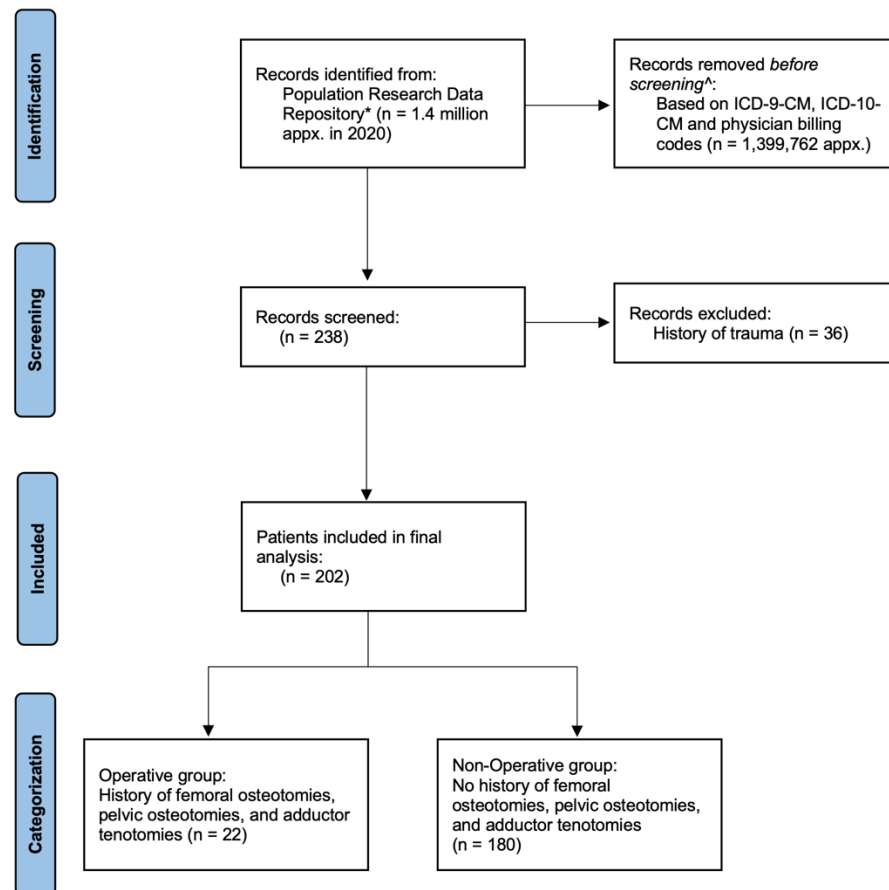 Identification
Records identified from:
Population Research Data
Repository* (n = 1.4 million
appx. in 2020)
Records removed before
screening^:
Based on ICD-9-CM, ICD-10-
CM and physician billing
codes (n = 1,399,762 appx.)
Screening
Records screened:
(n = 238)
Records excluded:
History of trauma (n = 36)
Included
Patients included in final
analysis:
(n = 202)
Categorization
Operative group:
History of femoral osteotomies,
pelvic osteotomies, and adductor
tenotomies (n = 22)
Non-Operative group:
No history of femoral
osteotomies, pelvic osteotomies,
and adductor tenotomies
(n = 180)